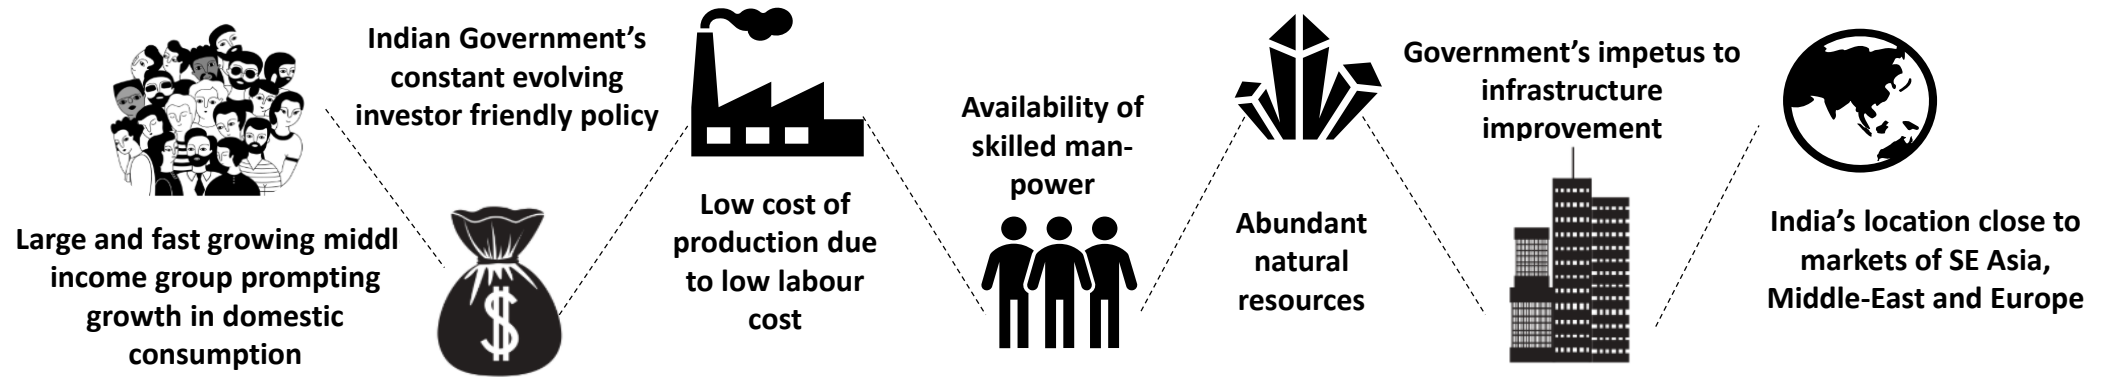 Large and fast growing middl
income group prompting
growth in domestic
consumption
Indian Government's
constant evolving
investor friendly policy
$
Low cost of
production due
to low labour
cost
Availability of
skilled man-
power
Abundant
natural
resources
Government's impetus to
infrastructure
improvement
India's location close to
markets of SE Asia,
Middle-East and Europe